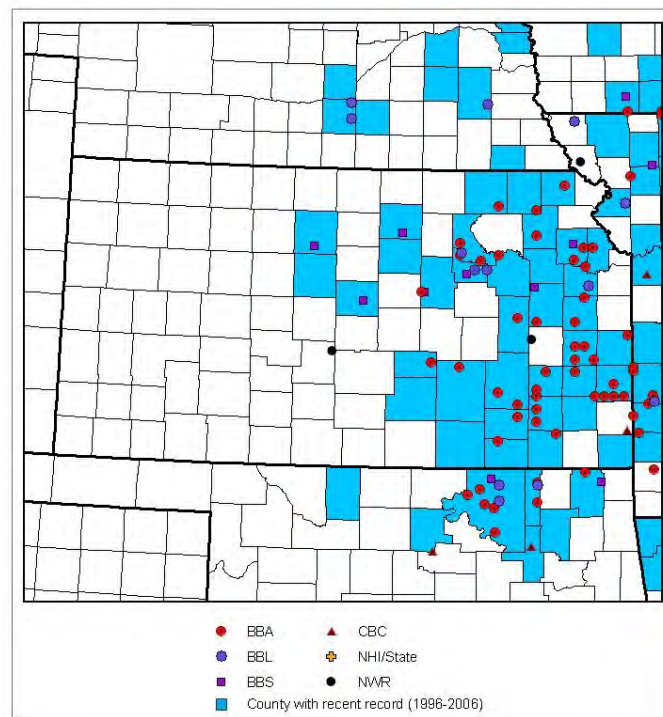 BBA CBC
BBL NHI/State
BBS NWR
County with recent record (1996-2006)